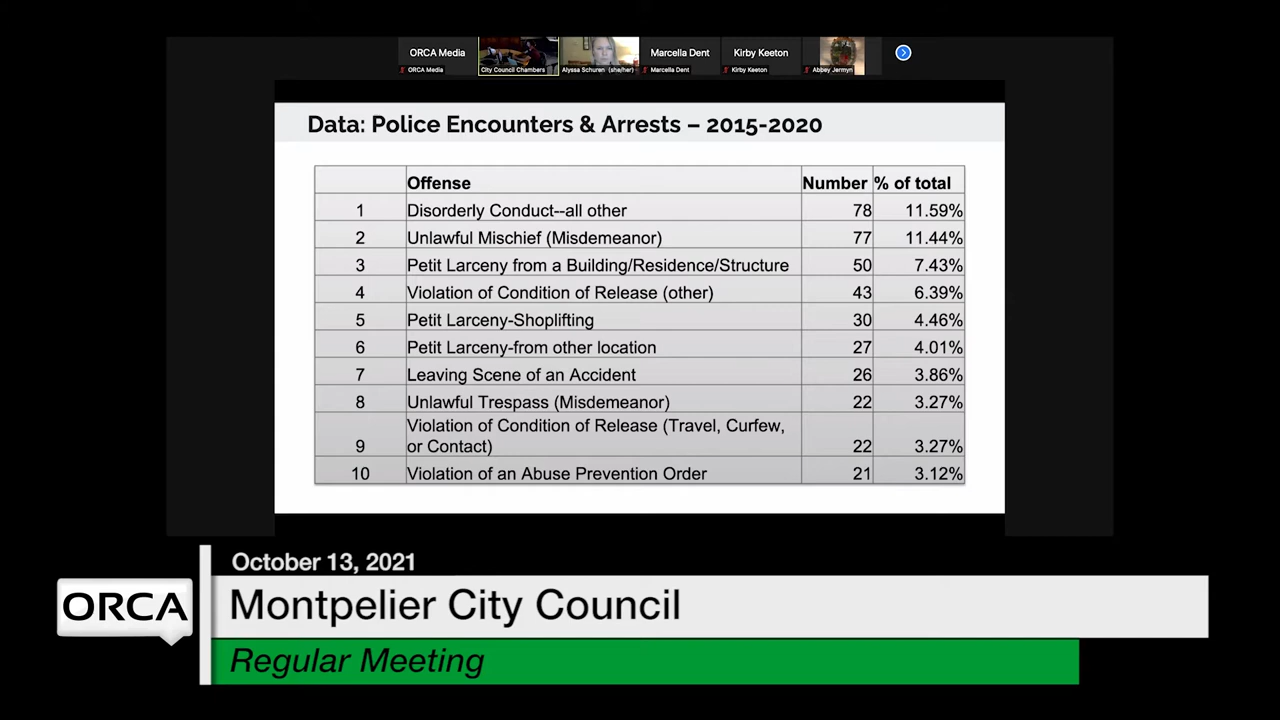 ORCA Media
Marcella Dent
Kirby Keeton
ORCA Media
City Council Chambers
Alyssa Schuren (she/her)
Marcella Dent
Kirby Keeton
Abbey Jermyn
Data: Police Encounters & Arrests – 2015-2020
Offense Number % of total
1 Disorderly Conduct--all other 78 11.59%
2 Unlawful Mischief (Misdemeanor) 77 11.44%
3 Petit Larceny from a Building/Residence/Structure 50 7.43%
4 Violation of Condition of Release (other) 43 6.39%
5 Petit Larceny-Shoplifting 30 4.46%
6 Petit Larceny-from other location 27 4.01%
7 Leaving Scene of an Accident 26 3.86%
8 Unlawful Trespass (Misdemeanor) 22 3.27%
Violation of Condition of Release (Travel, Curfew,
9 or Contact) 22 3.27%
10 Violation of an Abuse Prevention Order 21 3.12%
October 13, 2021
ORCA
Montpelier City Council
Regular Meeting